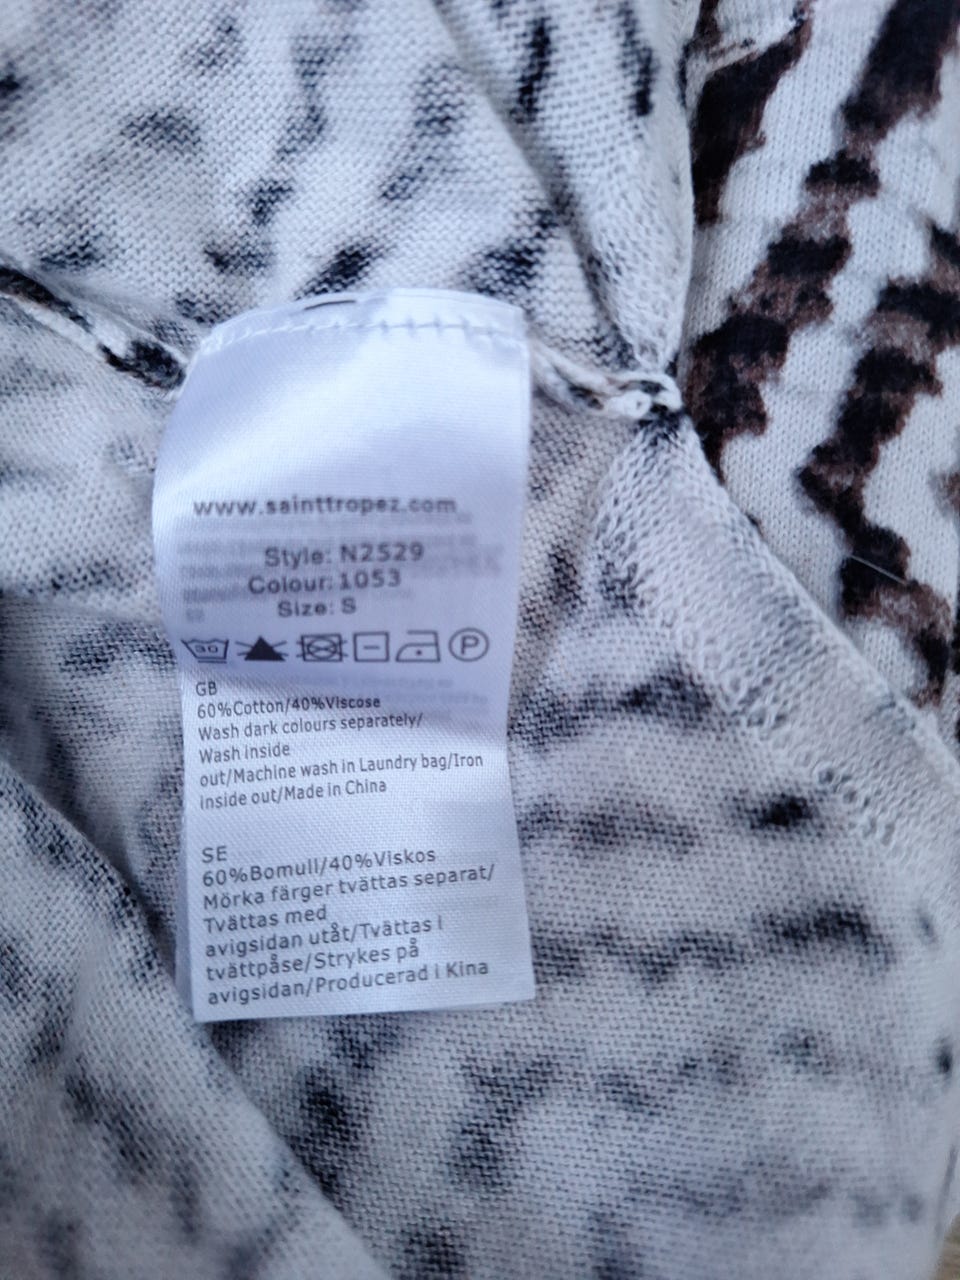 www.sainttropez.com
Style: N2529
Colour: 1053
Size: S
30
P
GB
60%Cotton/40%Viscose
Wash dark colours separately/
Wash inside
out/Machine wash in Laundry bag/Iron
inside out/Made in China
SE
60%Bomull/40%Viskos
Mörka färger tvättas separat/
Tvättas med
avigsidan utåt/Tvättas i
tvättpåse/Strykes på
avigsidan/Producerad i Kina